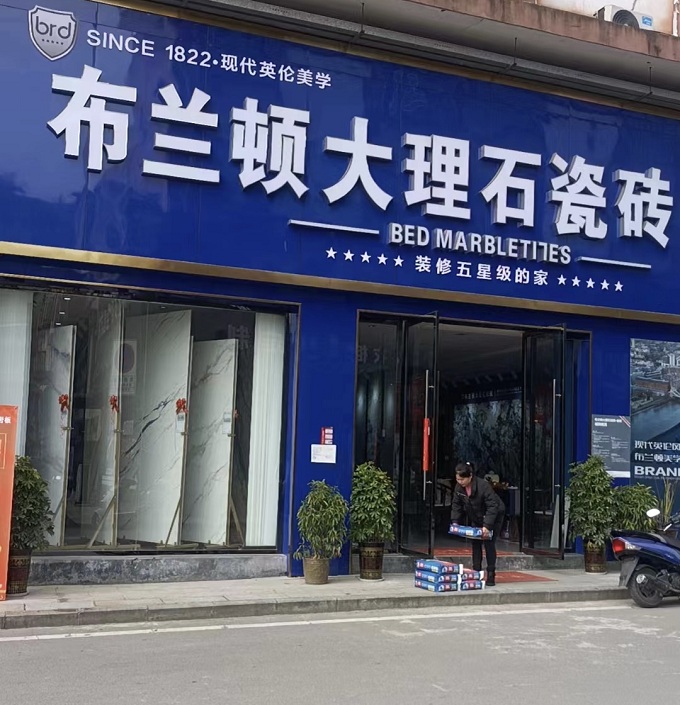 brd
SINCE 1822·现代英伦美学
布兰顿大理石瓷砖
BED MARBLETILES
★★★★★ 装修五星级的家 ★★★★★
现代英伦风
布兰顿美学
BRAN